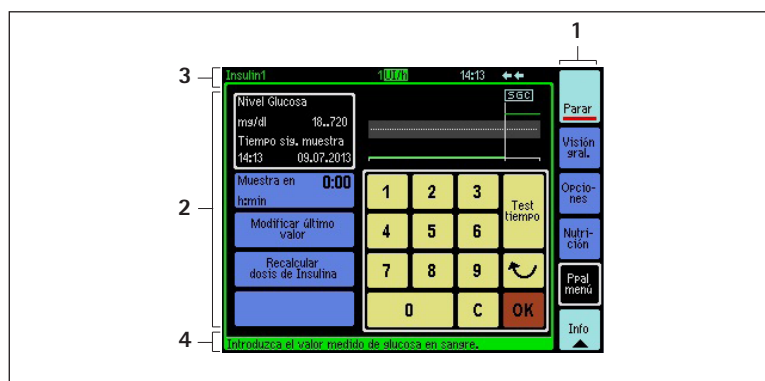 1
3
Insulin1 1 UI/h 14:13
SGC
Nivel Glucosa
mg/dl 18..720
Tiempo sig. muestra
14:13 09.07.2013
2
Muestra en 0:00
h:min
Modificar último
valor
Recalcular
dosis de Insulina
1 2 3
Test
tiempo
4 5 6
7 8 9
0 C OK
4
Introduzca el valor medido de glucosa en sangre.
Parar
Visión
gral.
Opcio-
nes
Nutri-
ción
Ppal
menú
Info